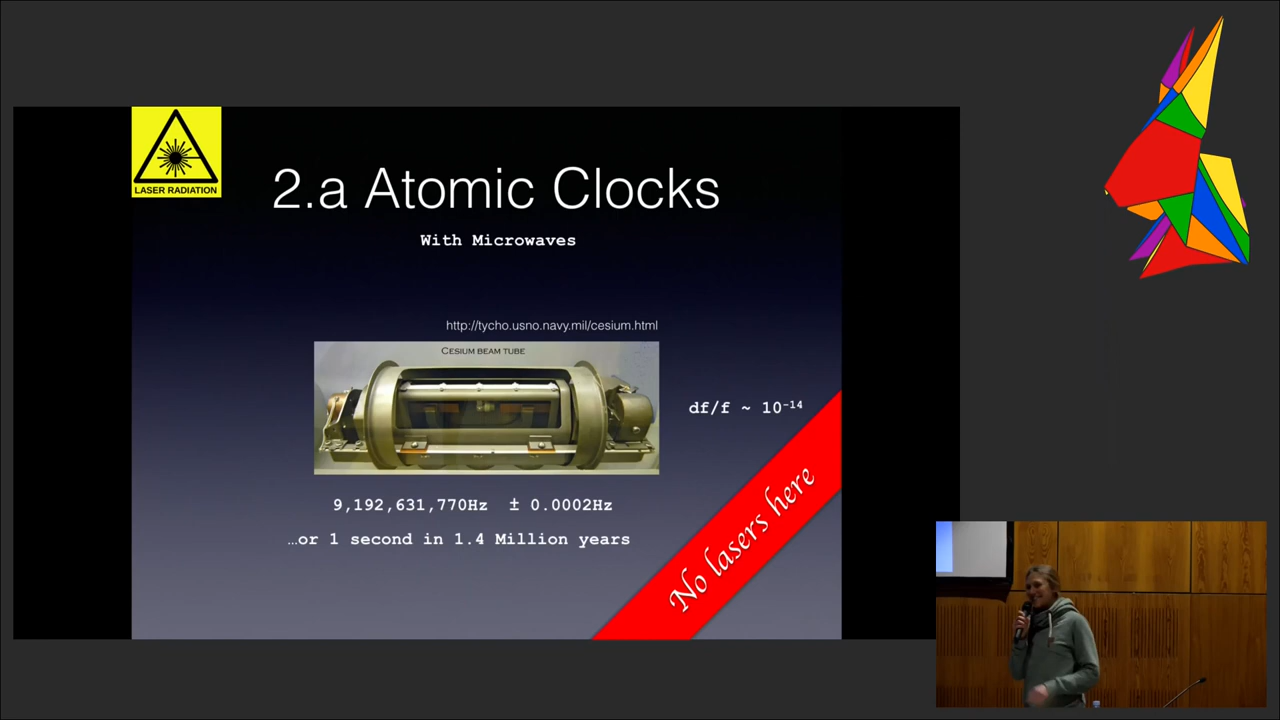 LASER RADIATION
2.a Atomic Clocks
With Microwaves
http://tycho.usno.navy.mil/cesium.html
CESIUM BEAM TUBE
df/f ~ 10⁻¹⁴
9,192,631,770Hz ± 0.0002Hz
…or 1 second in 1.4 Million years
No lasers here